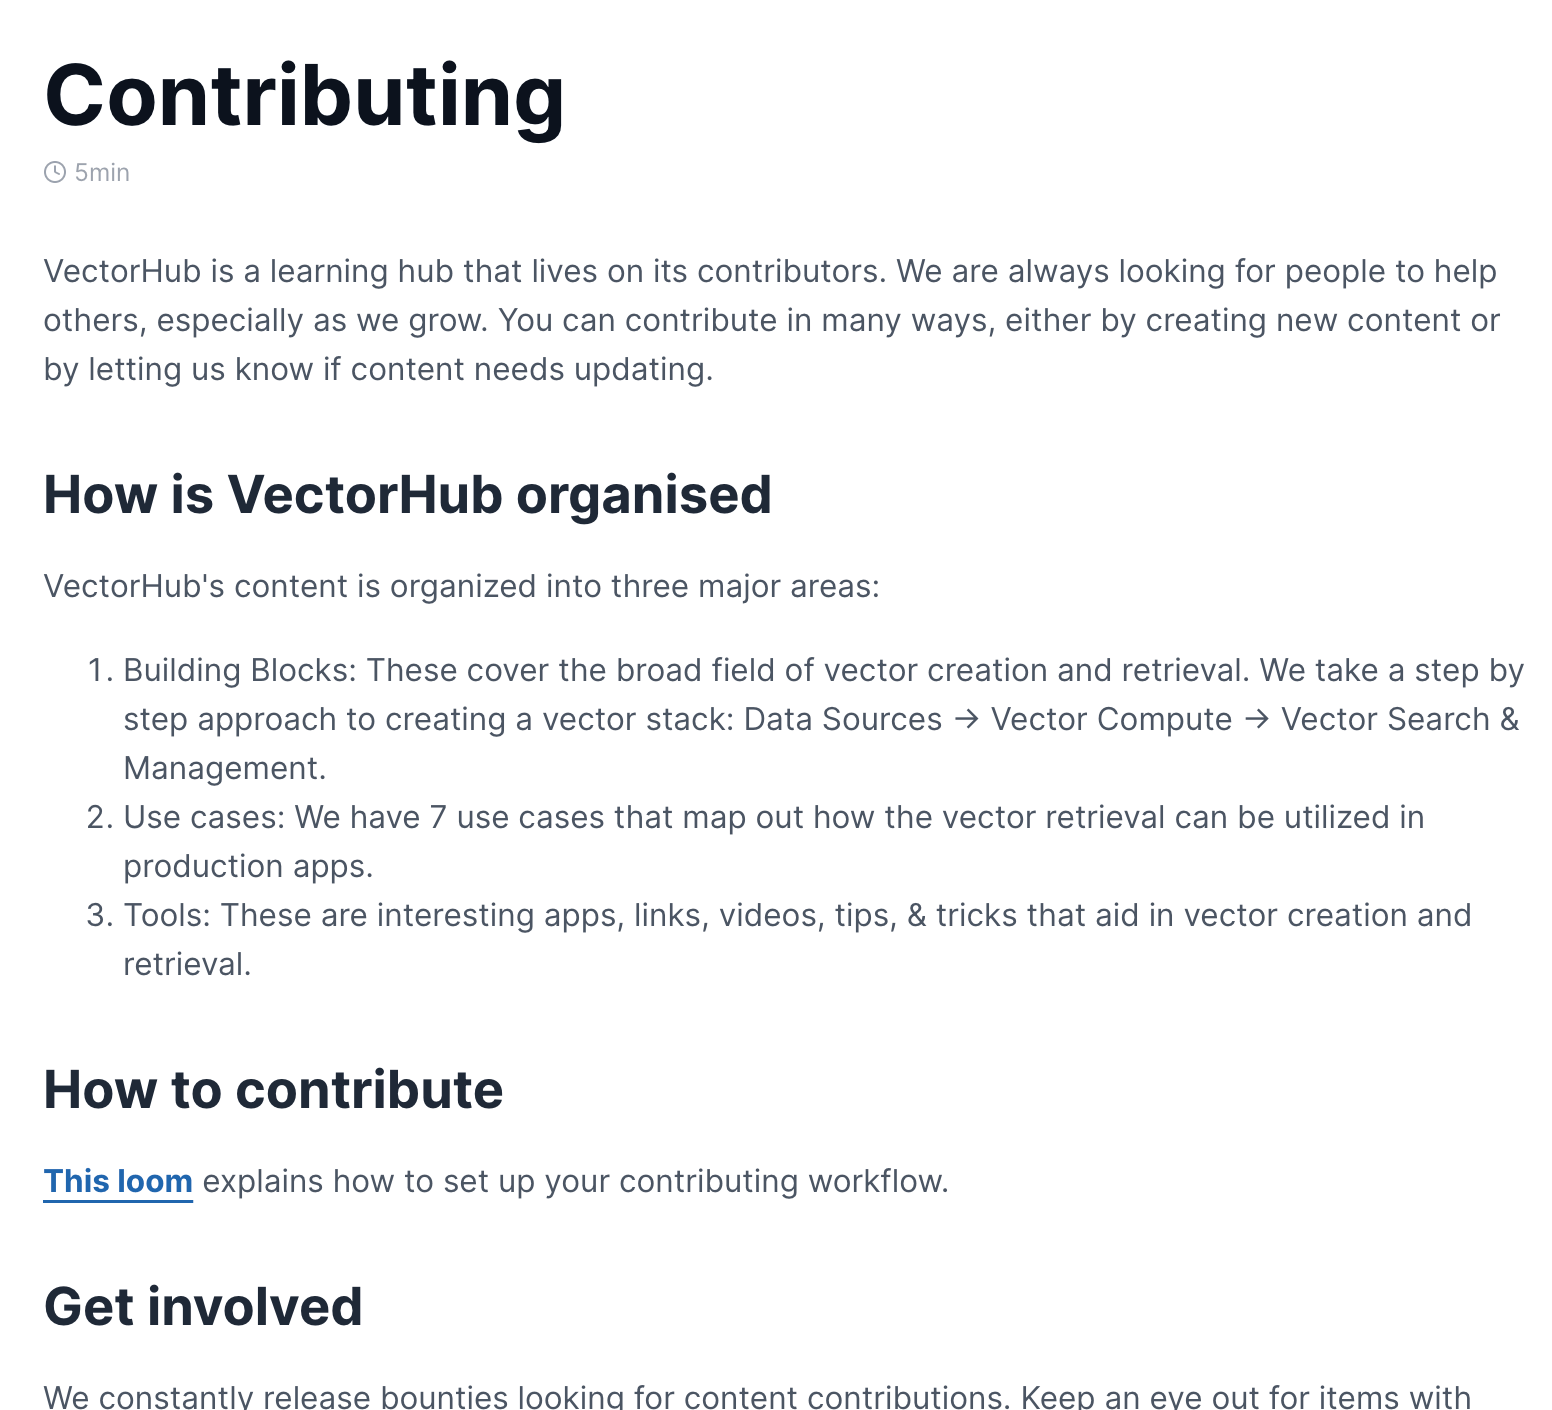 Contributing
5min
VectorHub is a learning hub that lives on its contributors. We are always looking for people to help
others, especially as we grow. You can contribute in many ways, either by creating new content or
by letting us know if content needs updating.
How is VectorHub organised
VectorHub's content is organized into three major areas:
1. Building Blocks: These cover the broad field of vector creation and retrieval. We take a step by
step approach to creating a vector stack: Data Sources → Vector Compute → Vector Search &
Management.
2. Use cases: We have 7 use cases that map out how the vector retrieval can be utilized in
production apps.
3. Tools: These are interesting apps, links, videos, tips, & tricks that aid in vector creation and
retrieval.
How to contribute
This loom explains how to set up your contributing workflow.
Get involved
We constantly release bounties looking for content contributions. Keep an eye out for items with